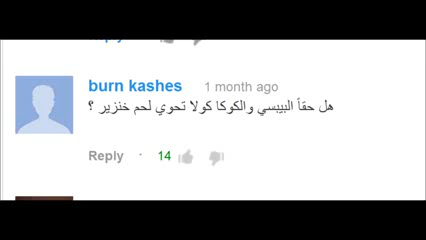 burn kashes 1 month ago
هل حقاً البيبسي والكوكا كولا تحوي لحم خنزير ؟
Reply · 14